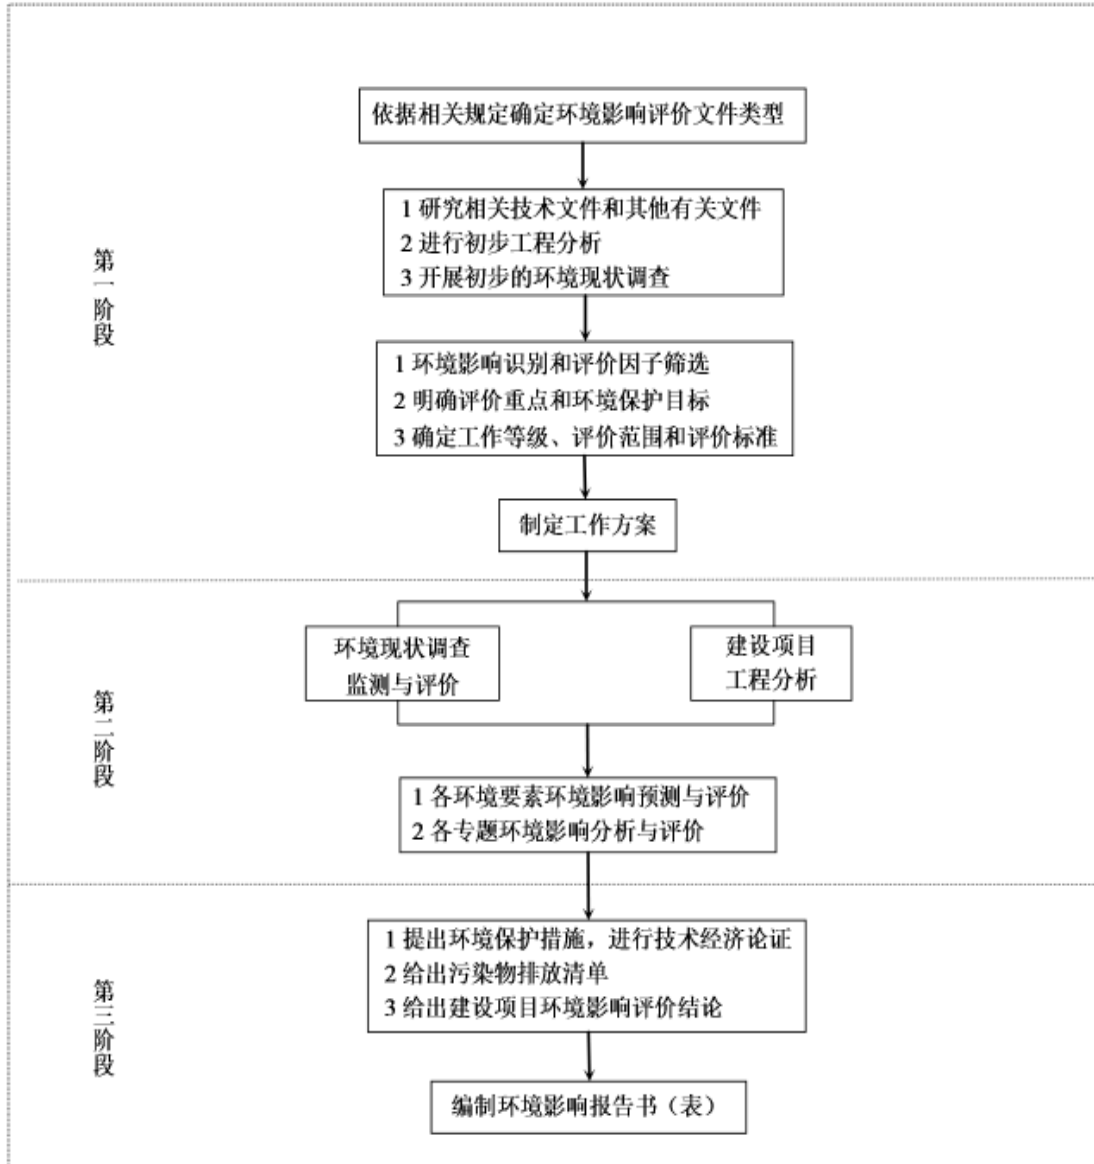 依据相关规定确定环境影响评价文件类型
1 研究相关技术文件和其他有关文件
2 进行初步工程分析
3 开展初步的环境现状调查
第一阶段
1 环境影响识别和评价因子筛选
2 明确评价重点和环境保护目标
3 确定工作等级、评价范围和评价标准
制定工作方案
环境现状调查
监测与评价
建设项目
工程分析
第二阶段
1 各环境要素环境影响预测与评价
2 各专题环境影响分析与评价
1 提出环境保护措施，进行技术经济论证
2 给出污染物排放清单
3 给出建设项目环境影响评价结论
第三阶段
编制环境影响报告书（表）